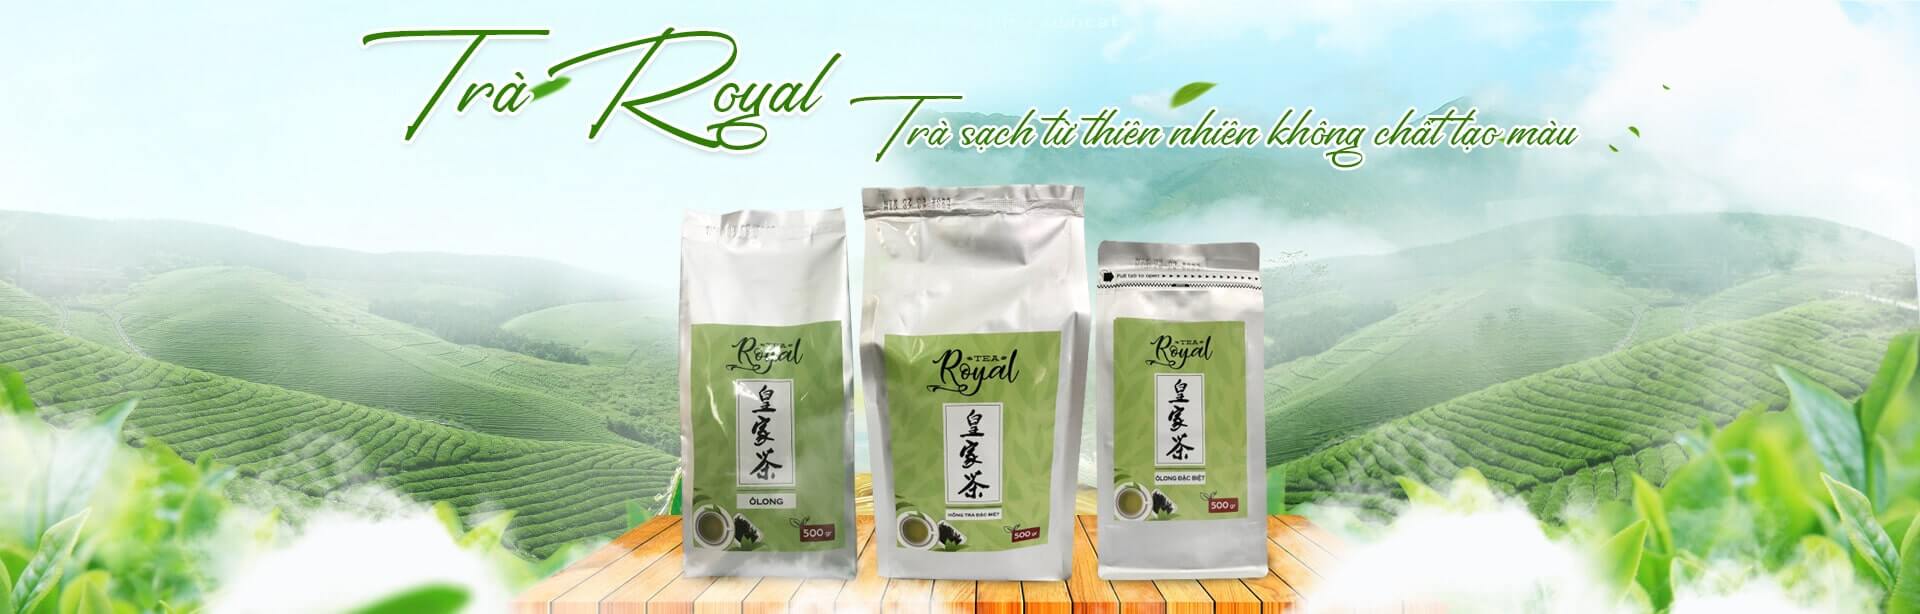 Trà Royal
Trà sạch từ thiên nhiên không chất tạo màu
TEA
Royal
皇家茶
ÔLONG
500 gr
TEA
Royal
皇家茶
HỒNG TRÀ ĐẶC BIỆT
500 gr
Pull tab to open
TEA
Royal
皇家茶
ÔLONG ĐẶC BIỆT
500 gr